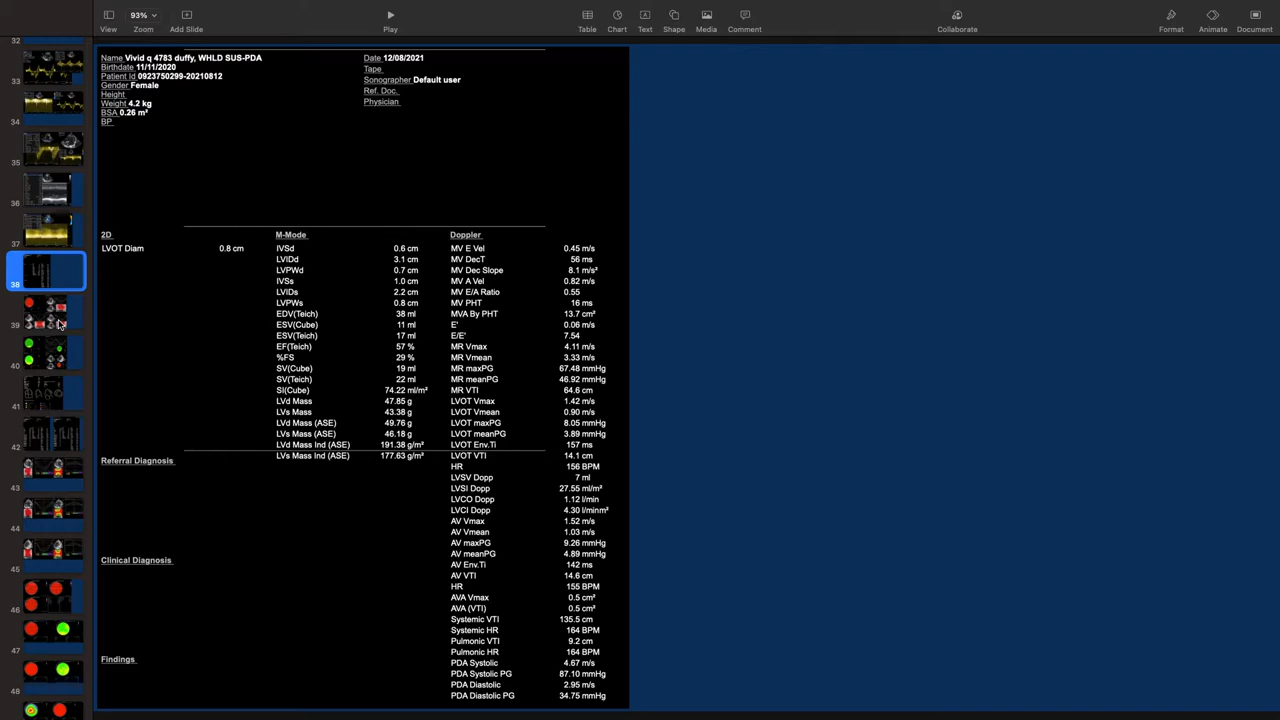 93%
View Zoom Add Slide Play Table Chart Text Shape Media Comment Collaborate Format Animate Document
32
33
34
35
36
37
38
39
40
41
42
43
44
45
46
47
48
Name Vivid q 4783 duffy, WHLD SUS-PDA
Birthdate 11/11/2020
Patient Id 0923750299-20210812
Gender Female
Height
Weight 4.2 kg
BSA 0.26 m²
BP
Date 12/08/2021
Tape
Sonographer Default user
Ref. Doc.
Physician
2D
LVOT Diam 0.8 cm
M-Mode
IVSd 0.6 cm
LVIDd 3.1 cm
LVPWd 0.7 cm
IVSs 1.0 cm
LVIDs 2.2 cm
LVPWs 0.8 cm
EDV(Teich) 38 ml
ESV(Cube) 11 ml
ESV(Teich) 17 ml
EF(Teich) 57 %
%FS 29 %
SV(Cube) 19 ml
SV(Teich) 22 ml
SI(Cube) 74.22 ml/m²
LVd Mass 47.85 g
LVs Mass 43.38 g
LVd Mass (ASE) 49.76 g
LVs Mass (ASE) 46.18 g
LVd Mass Ind (ASE) 191.38 g/m²
LVs Mass Ind (ASE) 177.63 g/m²
Doppler
MV E Vel 0.45 m/s
MV DecT 56 ms
MV Dec Slope 8.1 m/s²
MV A Vel 0.82 m/s
MV E/A Ratio 0.55
MV PHT 16 ms
MVA By PHT 13.7 cm²
E' 0.06 m/s
E/E' 7.54
MR Vmax 4.11 m/s
MR Vmean 3.33 m/s
MR maxPG 67.48 mmHg
MR meanPG 46.92 mmHg
MR VTI 64.6 cm
LVOT Vmax 1.42 m/s
LVOT Vmean 0.90 m/s
LVOT maxPG 8.05 mmHg
LVOT meanPG 3.89 mmHg
LVOT Env.Ti 157 ms
LVOT VTI 14.1 cm
HR 156 BPM
LVSV Dopp 7 ml
LVSI Dopp 27.55 ml/m²
LVCO Dopp 1.12 l/min
LVCI Dopp 4.30 l/minm²
AV Vmax 1.52 m/s
AV Vmean 1.03 m/s
AV maxPG 9.26 mmHg
AV meanPG 4.89 mmHg
AV Env.Ti 142 ms
AV VTI 14.6 cm
HR 155 BPM
AVA Vmax 0.5 cm²
AVA (VTI) 0.5 cm²
Systemic VTI 135.5 cm
Systemic HR 164 BPM
Pulmonic VTI 9.2 cm
Pulmonic HR 164 BPM
PDA Systolic 4.67 m/s
PDA Systolic PG 87.10 mmHg
PDA Diastolic 2.95 m/s
PDA Diastolic PG 34.75 mmHg
Referral Diagnosis
Clinical Diagnosis
Findings